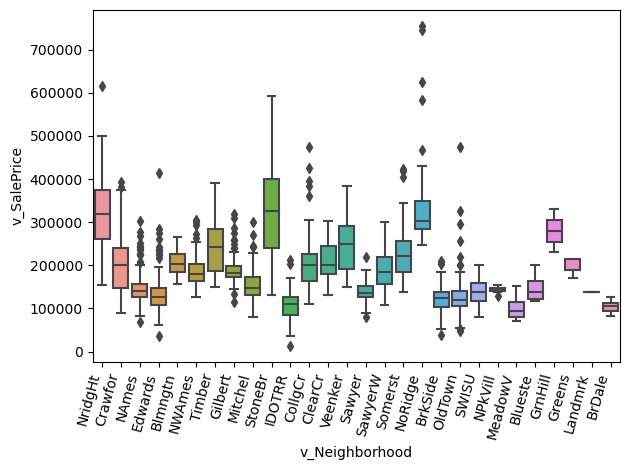 v_SalePrice
700000
600000
500000
400000
300000
200000
100000
0
NridgHt
Crawfor
NAmes
Edwards
Blmngtn
NWAmes
Timber
Gilbert
Mitchel
StoneBr
IDOTRR
CollgCr
ClearCr
Veenker
Sawyer
SawyerW
Somerst
NoRidge
BrkSide
OldTown
SWISU
NPkVill
MeadowV
Blueste
GrnHill
Greens
Landmrk
BrDale
v_Neighborhood